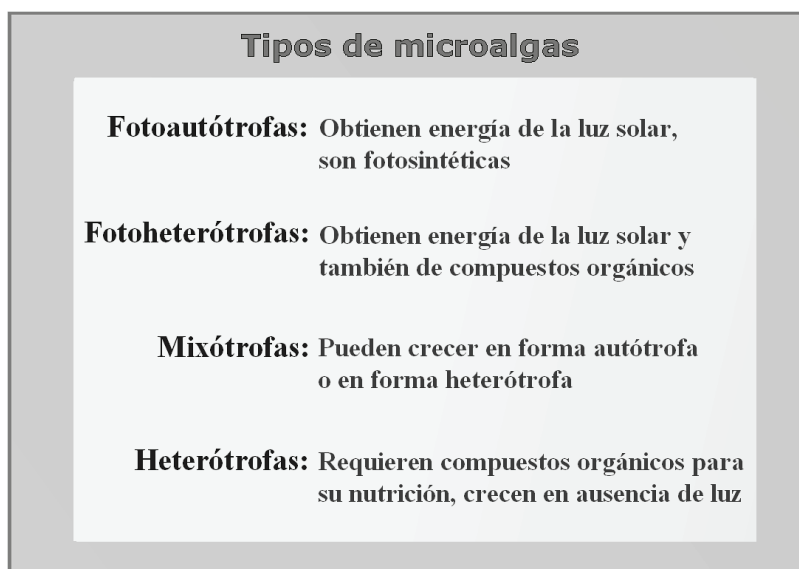 Tipos de microalgas
Fotoautótrofas: Obtienen energía de la luz solar,
son fotosintéticas
Fotoheterótrofas: Obtienen energía de la luz solar y
también de compuestos orgánicos
Mixótrofas: Pueden crecer en forma autótrofa
o en forma heterótrofa
Heterótrofas: Requieren compuestos orgánicos para
su nutrición, crecen en ausencia de luz